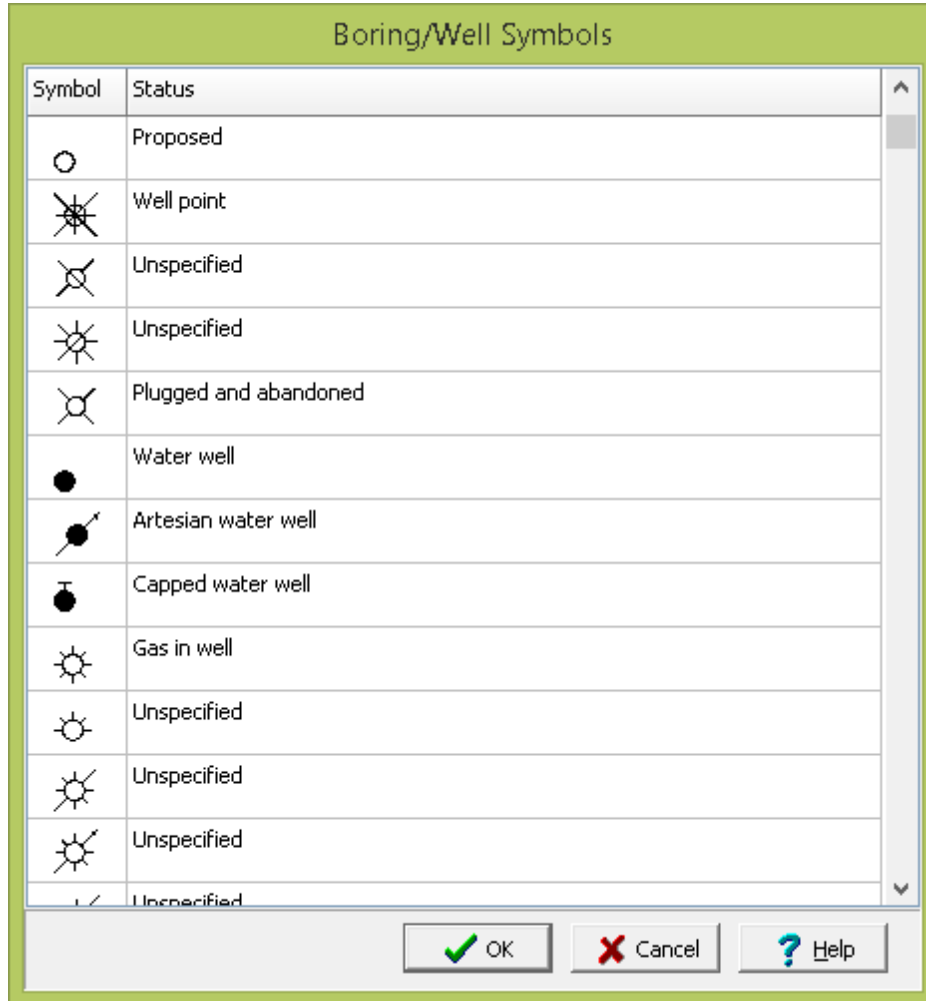 Boring/Well Symbols
Symbol Status
Proposed
Well point
Unspecified
Unspecified
Plugged and abandoned
Water well
Artesian water well
Capped water well
Gas in well
Unspecified
Unspecified
Unspecified
Unspecified
OK Cancel Help